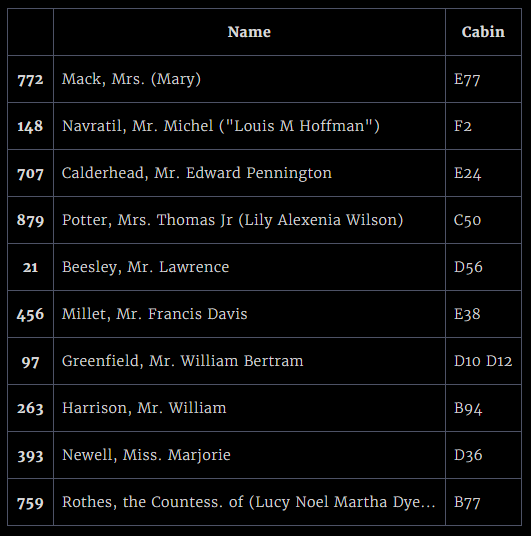 Name Cabin
772 Mack, Mrs. (Mary) E77
148 Navratil, Mr. Michel ("Louis M Hoffman") F2
707 Calderhead, Mr. Edward Pennington E24
879 Potter, Mrs. Thomas Jr (Lily Alexenia Wilson) C50
21 Beesley, Mr. Lawrence D56
456 Millet, Mr. Francis Davis E38
97 Greenfield, Mr. William Bertram D10 D12
263 Harrison, Mr. William B94
393 Newell, Miss. Marjorie D36
759 Rothes, the Countess. of (Lucy Noel Martha Dye... B77